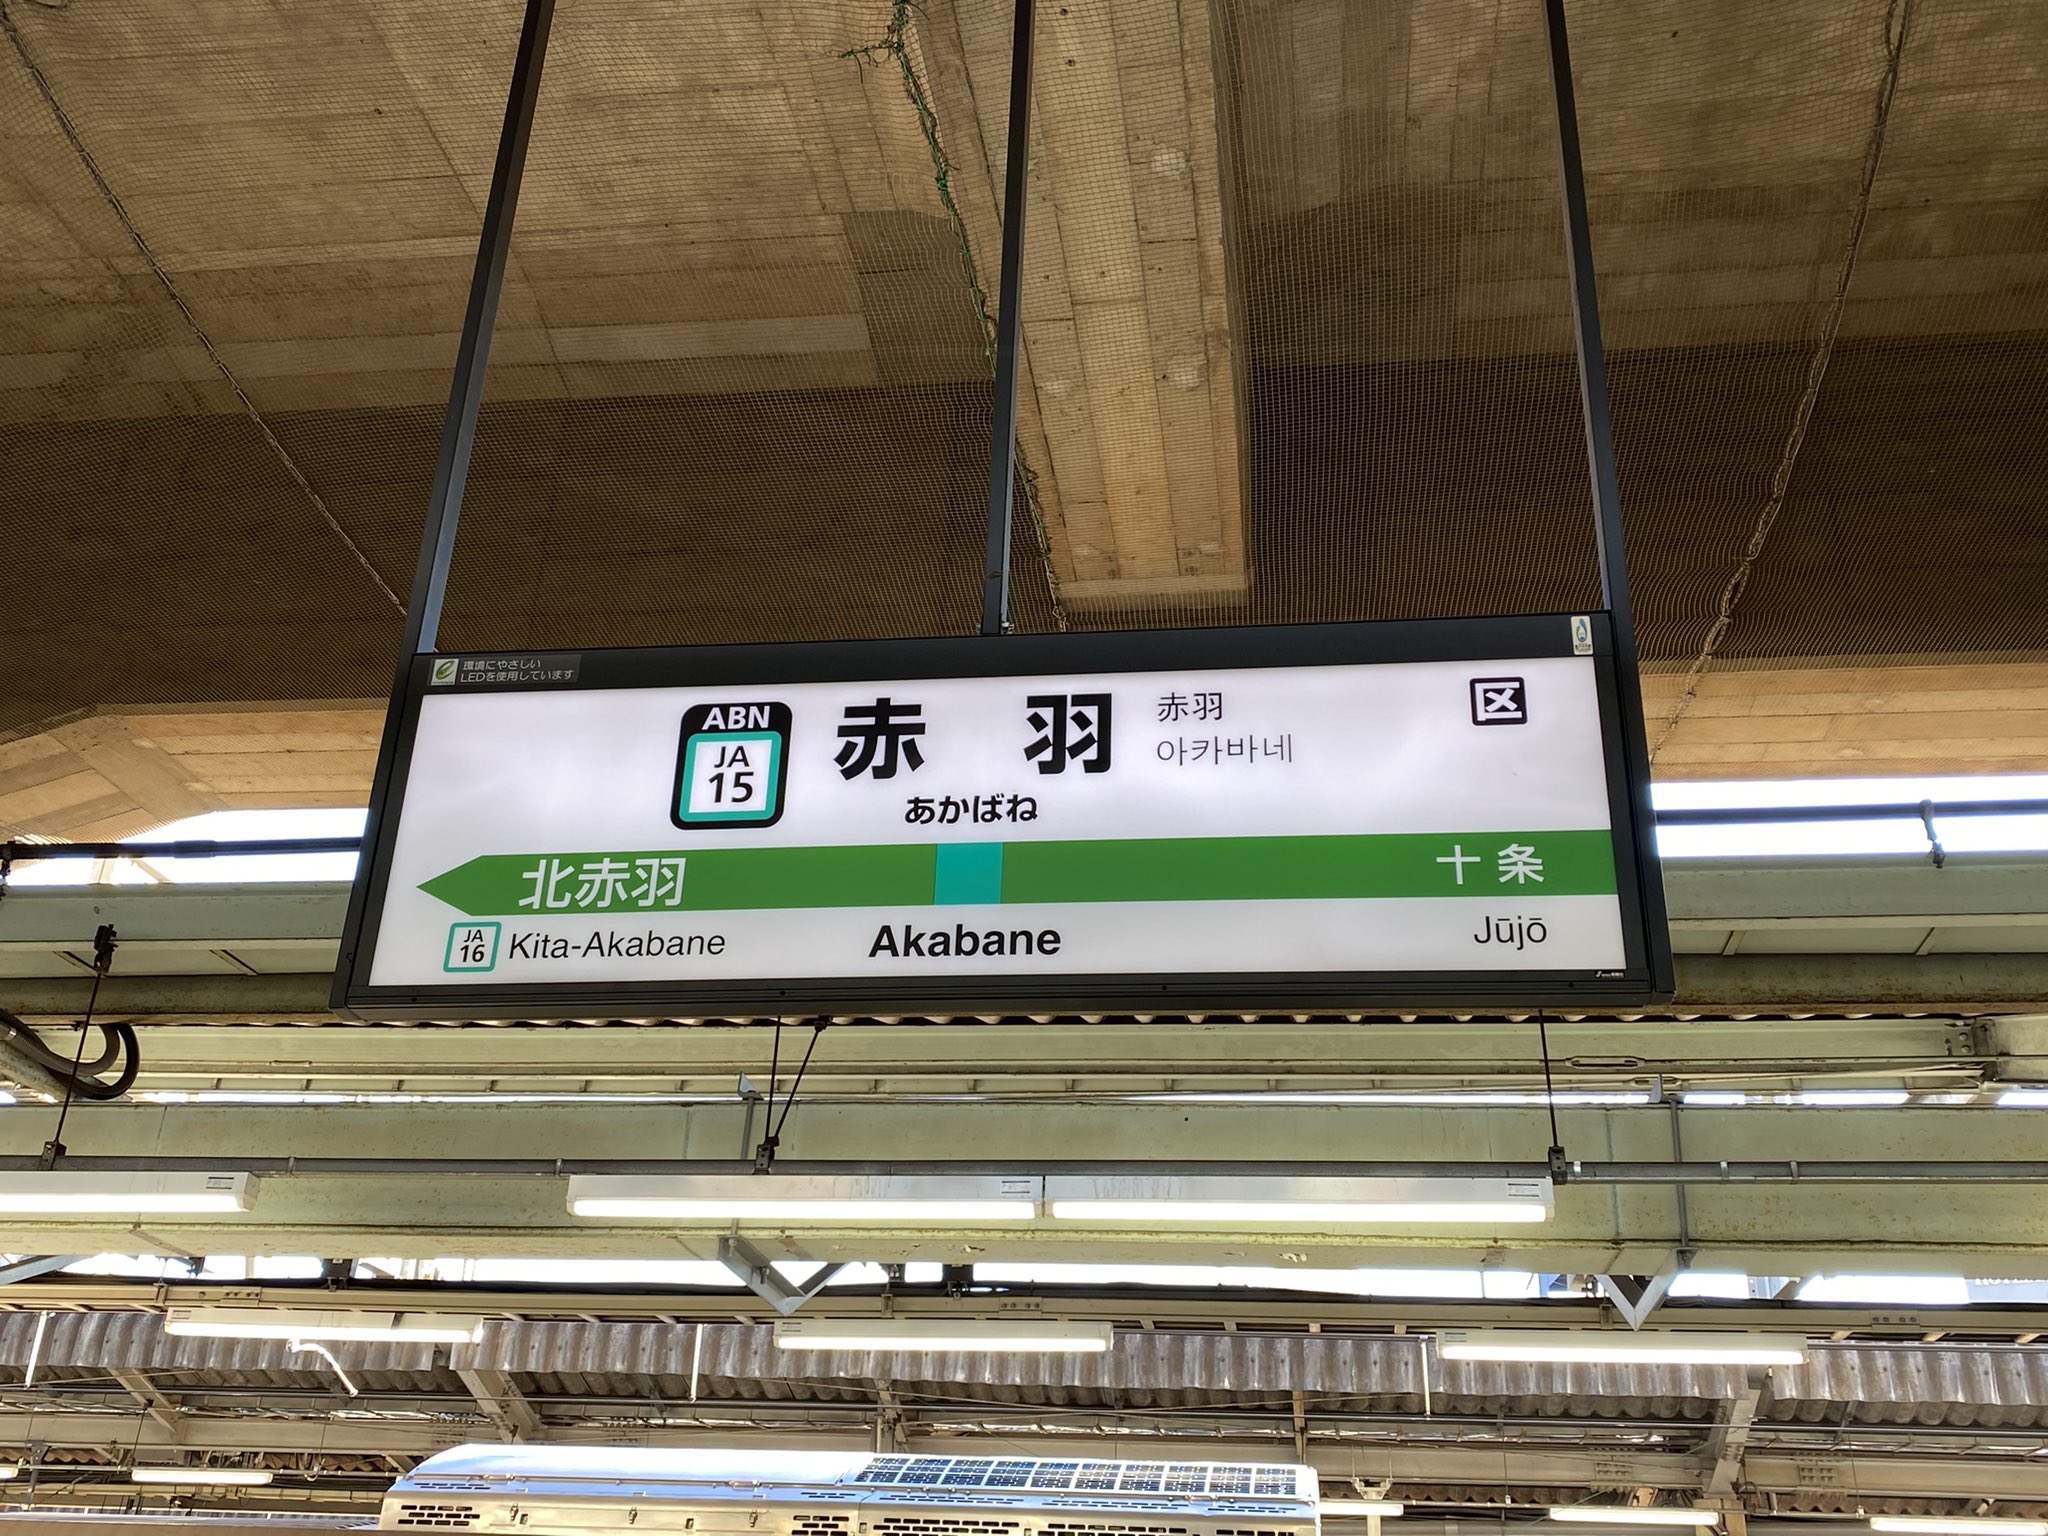 環境にやさしい
LEDを使用しています
ABN
JA
15
赤羽
赤羽
아카바네
区
あかばね
北赤羽
十条
JA
16
Kita-Akabane
Akabane
Jūjō